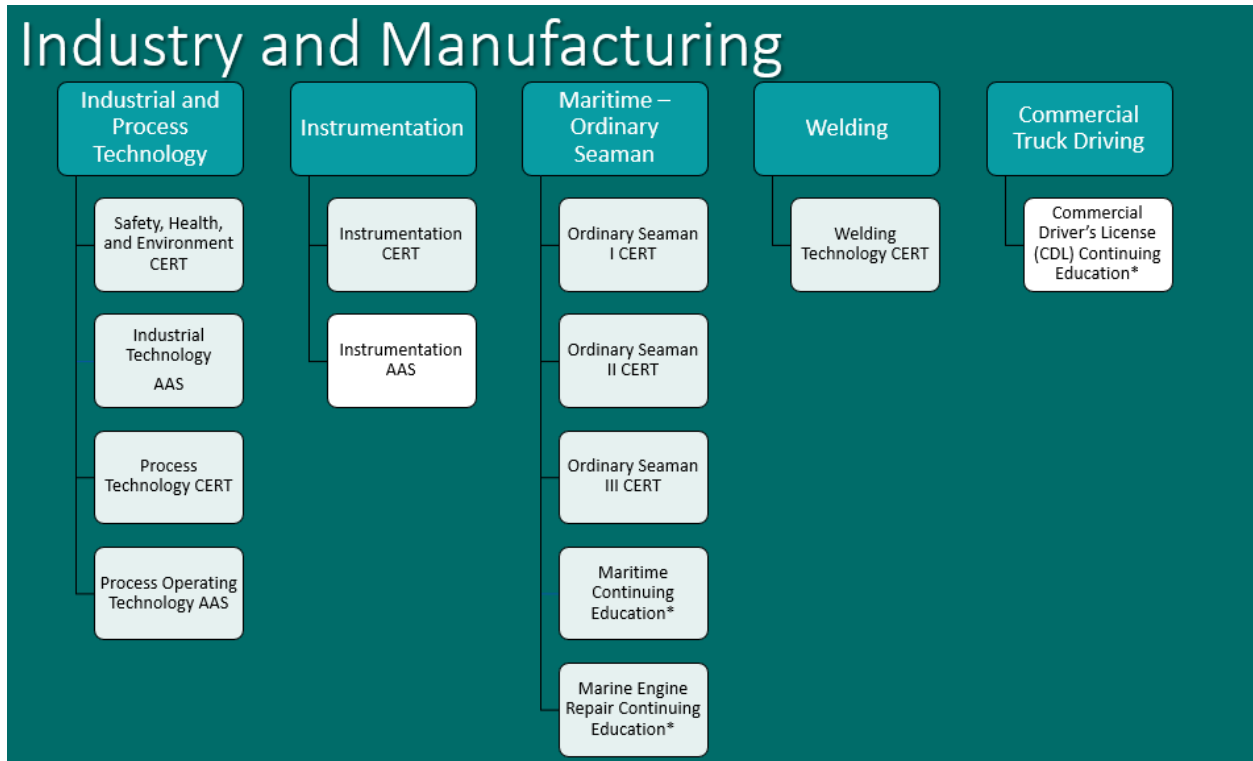 Industry and Manufacturing
Industrial and
Process
Technology
Safety, Health,
and Environment
CERT
Industrial
Technology
AAS
Process
Technology CERT
Process Operating
Technology AAS
Instrumentation
Instrumentation
CERT
Instrumentation
AAS
Maritime –
Ordinary
Seaman
Ordinary Seaman
I CERT
Ordinary Seaman
II CERT
Ordinary Seaman
III CERT
Maritime
Continuing
Education*
Marine Engine
Repair Continuing
Education*
Welding
Welding
Technology CERT
Commercial
Truck Driving
Commercial
Driver’s License
(CDL) Continuing
Education*